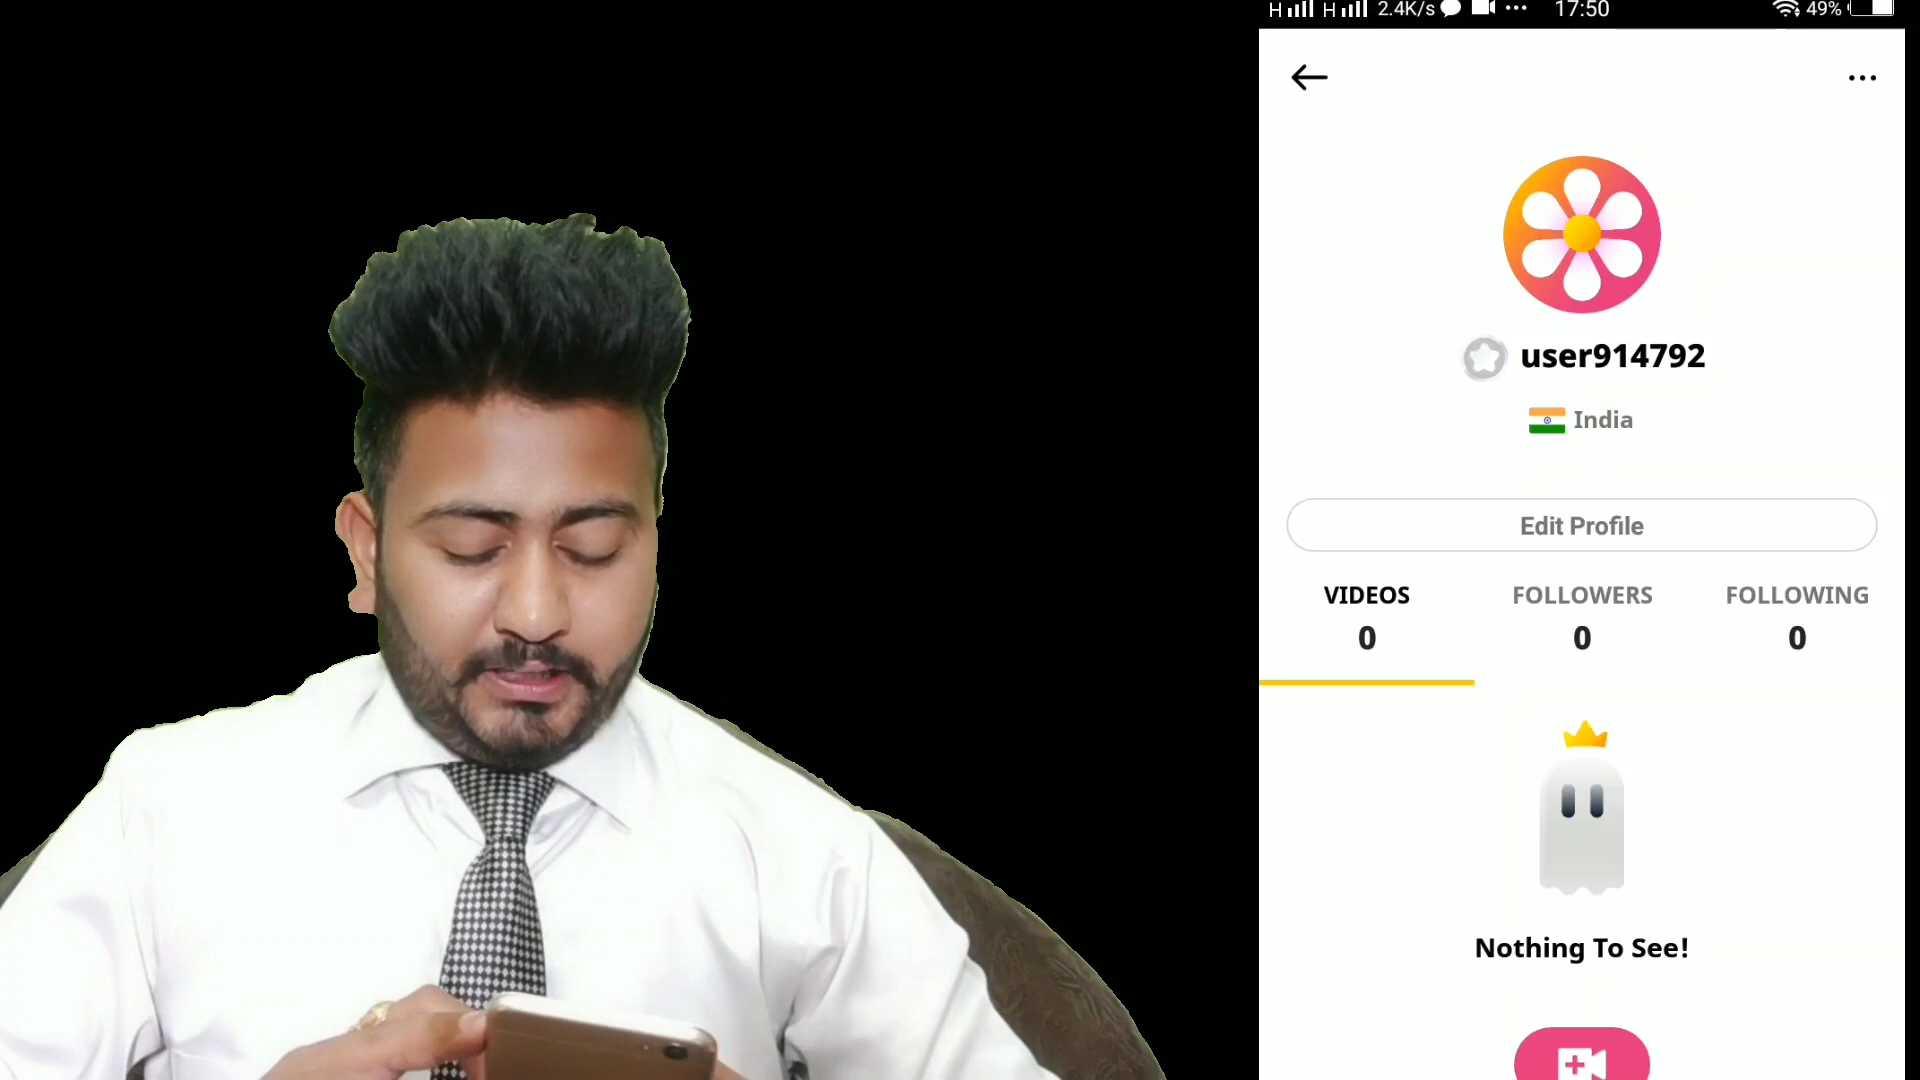 H H 2.4K/s ... 17:50 49%
...
user914792
India
Edit Profile
VIDEOS FOLLOWERS FOLLOWING
0 0 0
Nothing To See!